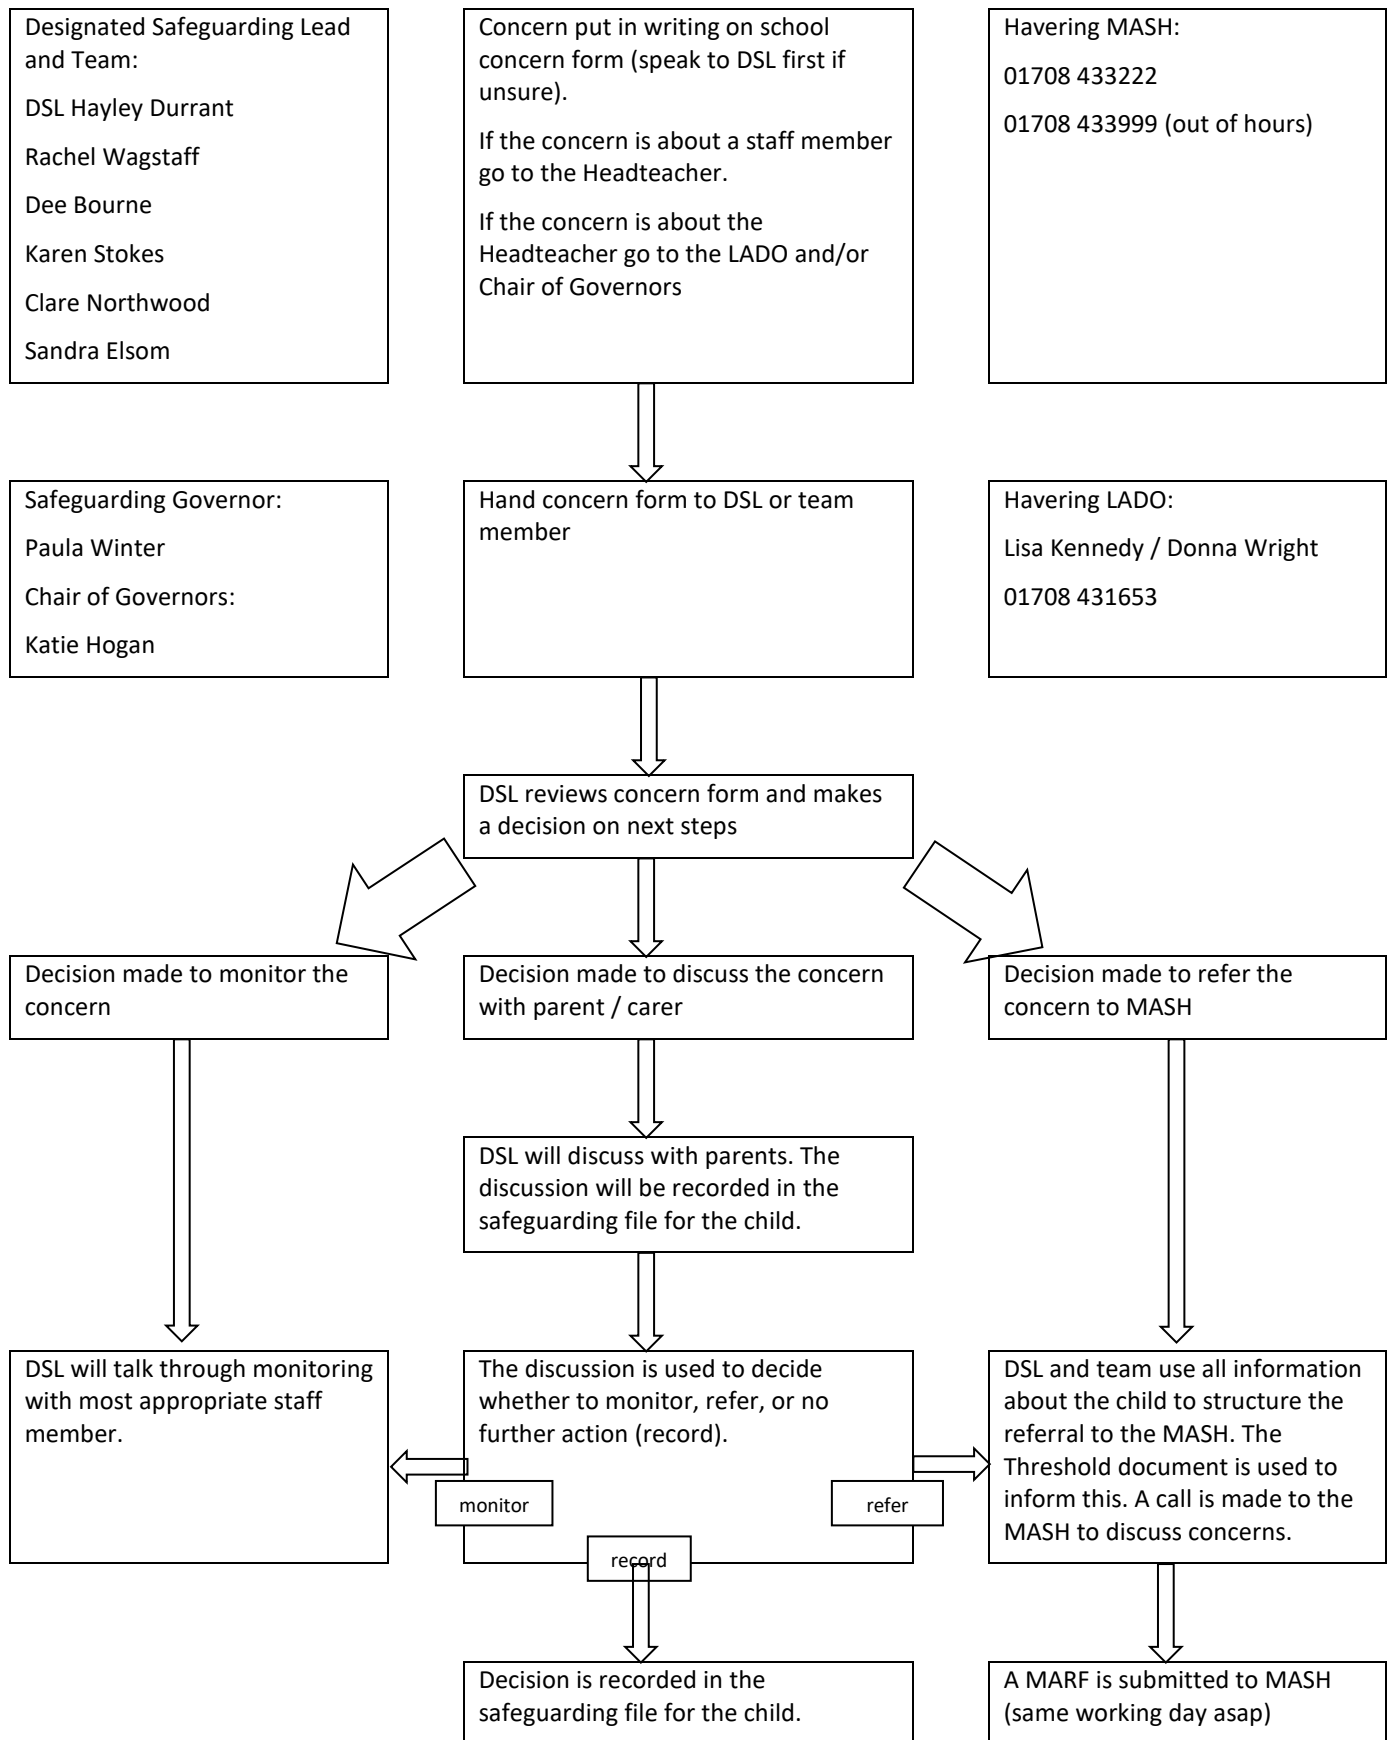 Designated Safeguarding Lead
and Team:
DSL Hayley Durrant
Rachel Wagstaff
Dee Bourne
Karen Stokes
Clare Northwood
Sandra Elsom
Concern put in writing on school
concern form (speak to DSL first if
unsure).
If the concern is about a staff member
go to the Headteacher.
If the concern is about the
Headteacher go to the LADO and/or
Chair of Governors
Havering MASH:
01708 433222
01708 433999 (out of hours)
Safeguarding Governor:
Paula Winter
Chair of Governors:
Katie Hogan
Hand concern form to DSL or team
member
Havering LADO:
Lisa Kennedy / Donna Wright
01708 431653
DSL reviews concern form and makes
a decision on next steps
Decision made to monitor the
concern
Decision made to discuss the concern
with parent / carer
Decision made to refer the
concern to MASH
DSL will discuss with parents. The
discussion will be recorded in the
safeguarding file for the child.
DSL will talk through monitoring
with most appropriate staff
member.
The discussion is used to decide
whether to monitor, refer, or no
further action (record).
monitor
refer
record
DSL and team use all information
about the child to structure the
referral to the MASH. The
Threshold document is used to
inform this. A call is made to the
MASH to discuss concerns.
Decision is recorded in the
safeguarding file for the child.
A MARF is submitted to MASH
(same working day asap)